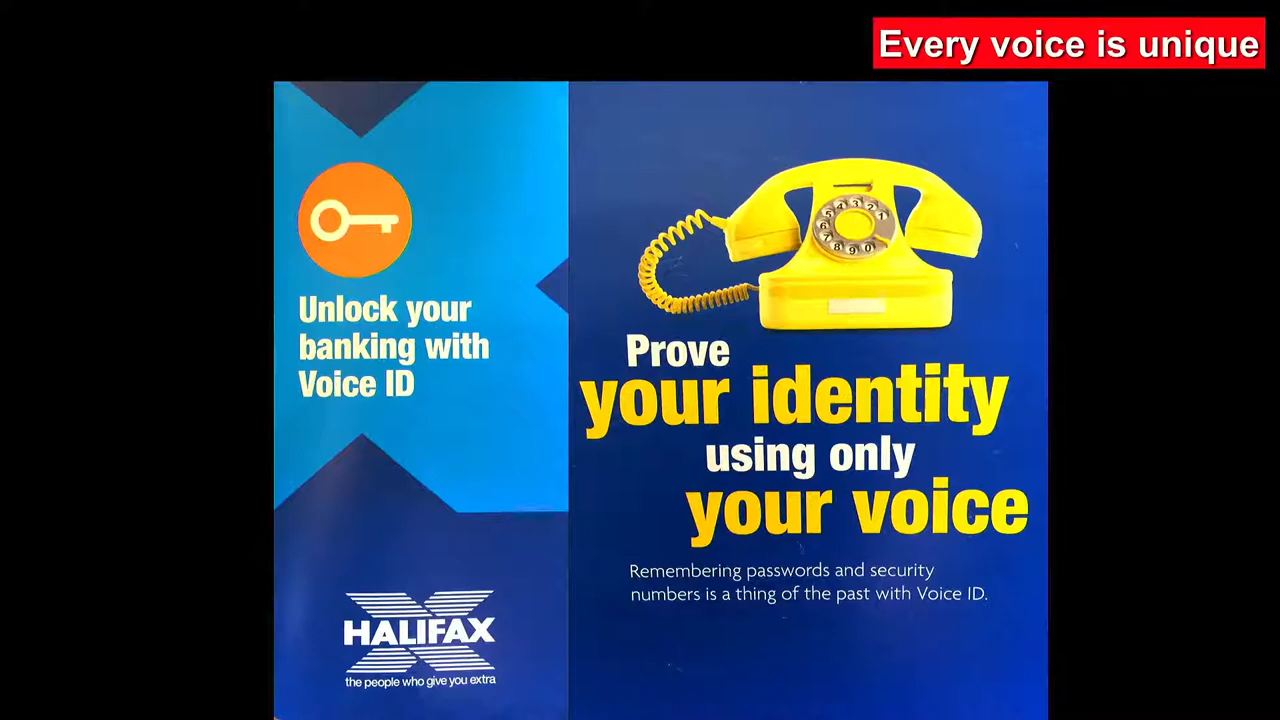 Every voice is unique
Unlock your
banking with
Voice ID
HALIFAX
the people who give you extra
Prove
your identity
using only
your voice
Remembering passwords and security
numbers is a thing of the past with Voice ID.